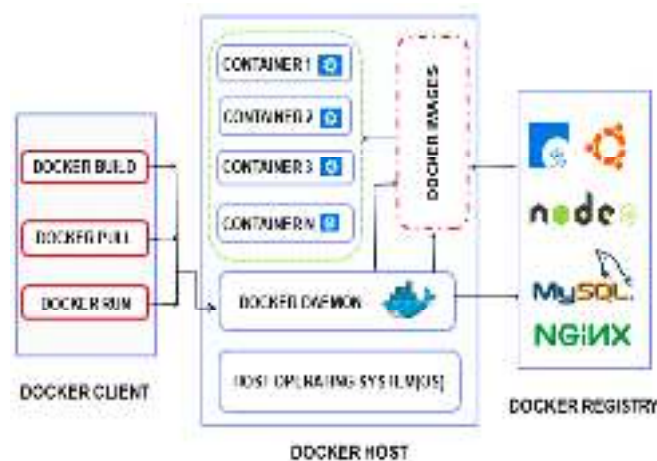 DOCKER BUILD
DOCKER PULL
DOCKER RUN
DOCKER CLIENT
CONTAINER 1
CONTAINER 2
CONTAINER 3
CONTAINER N
DOCKER IMAGES
DOCKER DAEMON
HOST OPERATING SYSTEM(OS)
DOCKER HOST
node
MySQL
NGINX
DOCKER REGISTRY